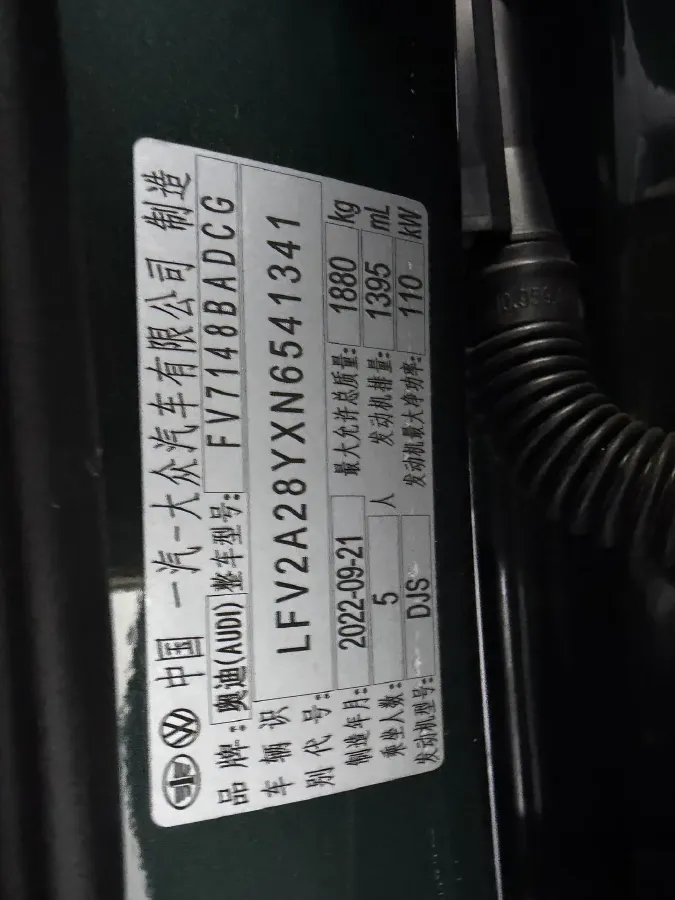 中国 一汽-大众汽车有限公司 制造
品牌:奥迪(AUDI) 整车型号: FV7148BADCG
车辆识别代号: LFV2A28YXN6541341
制造年月: 2022-09-21 最大允许总质量: 1880 kg
乘坐人数: 5 人 发动机排量: 1395 mL
发动机型号: DJS 发动机最大净功率: 110 kW